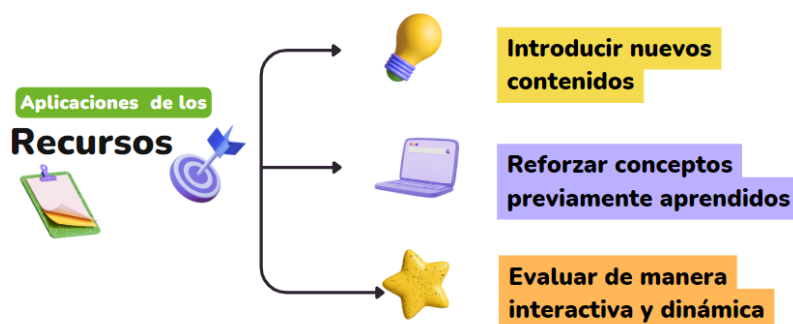 Aplicaciones de los
Recursos
Introducir nuevos
contenidos
Reforzar conceptos
previamente aprendidos
Evaluar de manera
interactiva y dinámica